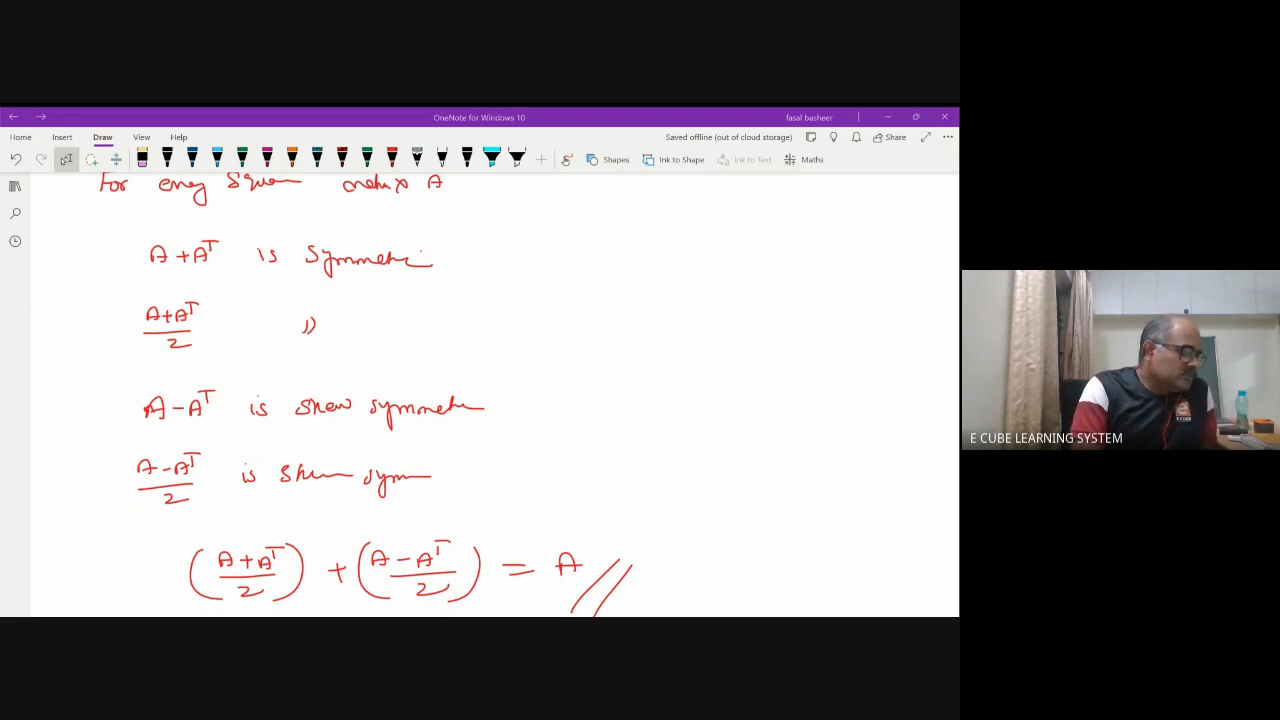 OneNote for Windows 10
fasal basheer
Home Insert Draw View Help
Saved offline (out of cloud storage)
Share
Shapes
Ink to Shape
Ink to Text
Maths
For every Square matrix A
A + Aᵀ is Symmetric
(A+Aᵀ)/2 〃
A − Aᵀ is skew symmetric
(A − Aᵀ)/2 is Skew sym
((A+Aᵀ)/2) + ((A − Aᵀ)/2) = A //
E CUBE
E CUBE LEARNING SYSTEM